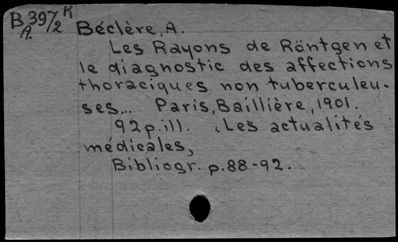 B 397/2 K
A.
Béclère, A.
Les Rayons de Röntgen et
le diagnostic des affections
thoraciques non tuberculeu-
ses... Paris, Baillière, 1901.
92 p. ill. (Les actualités
médicales,
Bibliogr. p. 88-92.